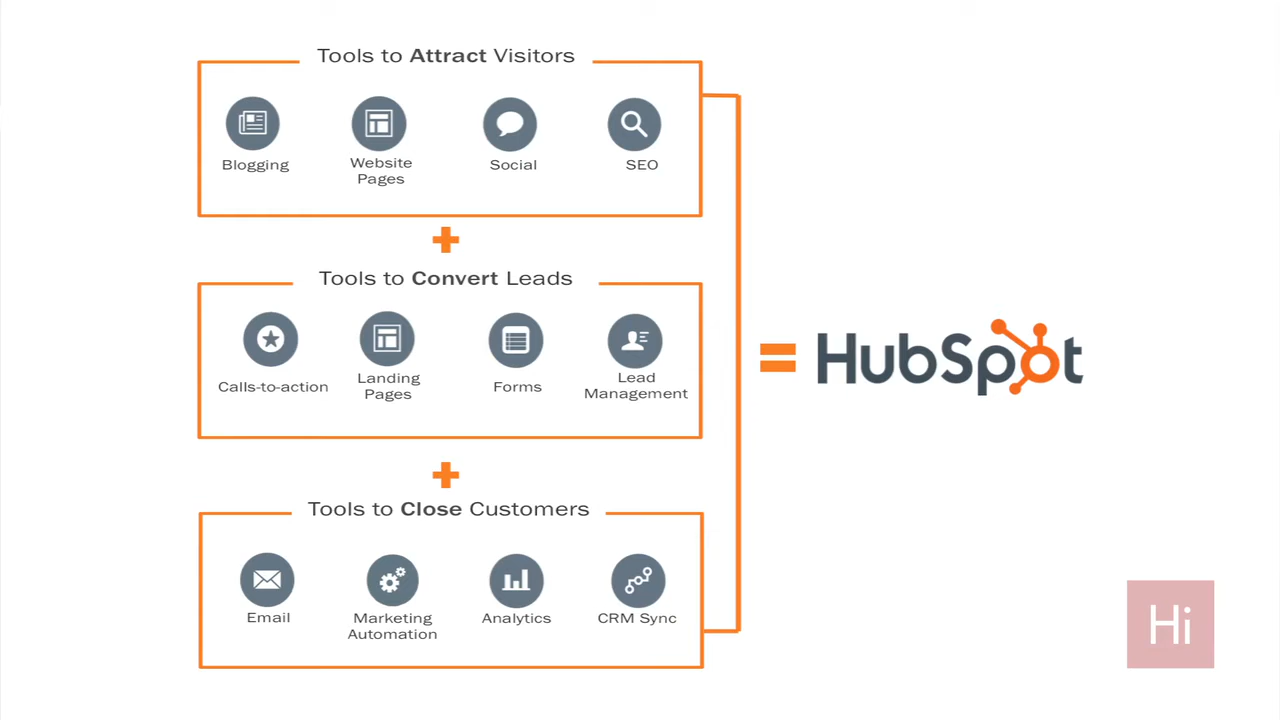 Tools to Attract Visitors
Blogging
Website
Pages
Social
SEO
Tools to Convert Leads
Calls-to-action
Landing
Pages
Forms
Lead
Management
HubSpot
Tools to Close Customers
Email
Marketing
Automation
Analytics
CRM Sync
Hi